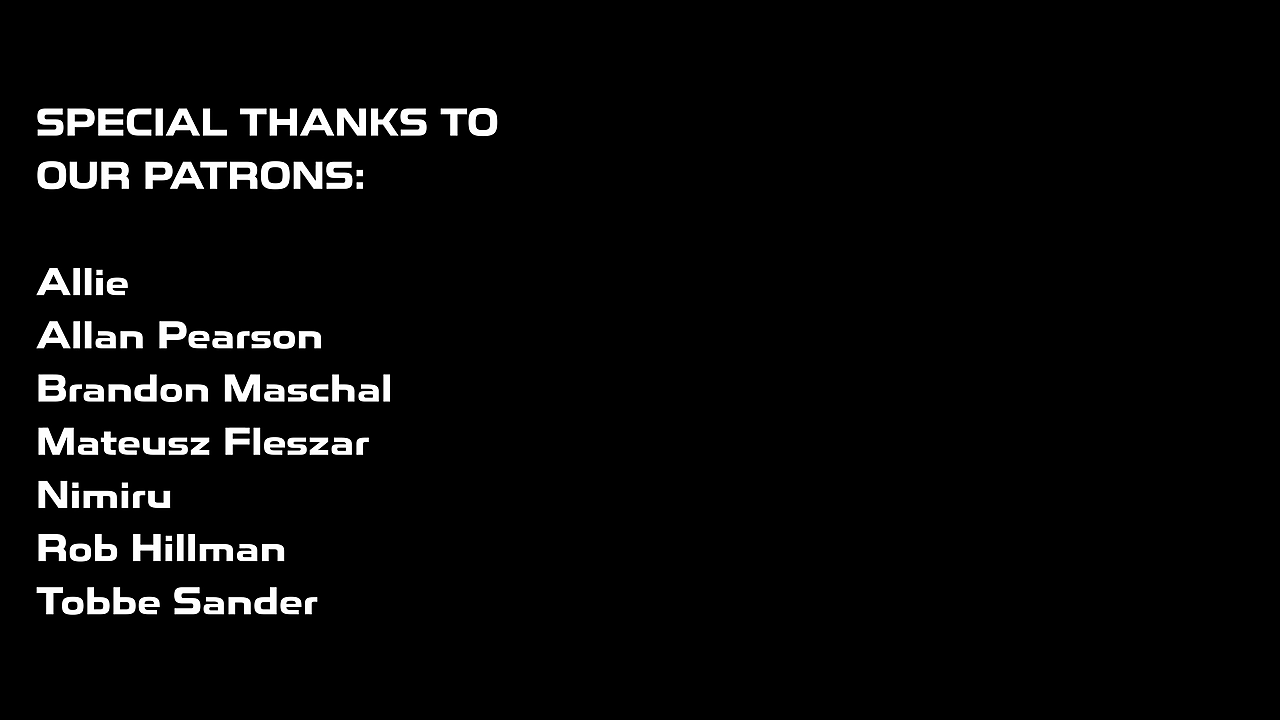 SPECIAL THANKS TO
OUR PATRONS:
Allie
Allan Pearson
Brandon Maschal
Mateusz Fleszar
Nimiru
Rob Hillman
Tobbe Sander